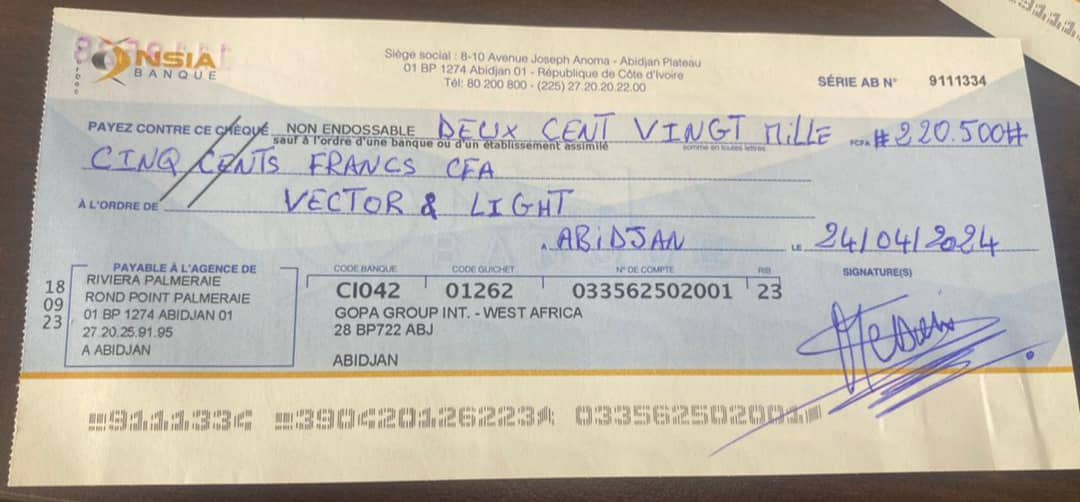 NSIA
BANQUE
Siège social : 8-10 Avenue Joseph Anoma - Abidjan Plateau
01 BP 1274 Abidjan 01 - République de Côte d'Ivoire
Tél: 80 200 800 - (225) 27.20.20.22.00
SÉRIE AB N° 9111334
PAYEZ CONTRE CE CHÈQUE NON ENDOSSABLE DEUX CENT VINGT MILLE FCFA #220.500#
sauf à l'ordre d'une banque ou d'un établissement assimilé somme en toutes lettres
CINQ CENTS FRANCS CFA
À L'ORDRE DE VECTOR & LIGHT
A ABIDJAN LE 24/04/2024
PAYABLE À L'AGENCE DE
RIVIERA PALMERAIE
ROND POINT PALMERAIE
01 BP 1274 ABIDJAN 01
27.20.25.91.95
A ABIDJAN
18
09
23
CODE BANQUE CODE GUICHET N° DE COMPTE RIB
CI042 01262 033562502001 23
GOPA GROUP INT. - WEST AFRICA
28 BP722 ABJ
ABIDJAN
SIGNATURE(S)
9111334 390420126223 033562502001